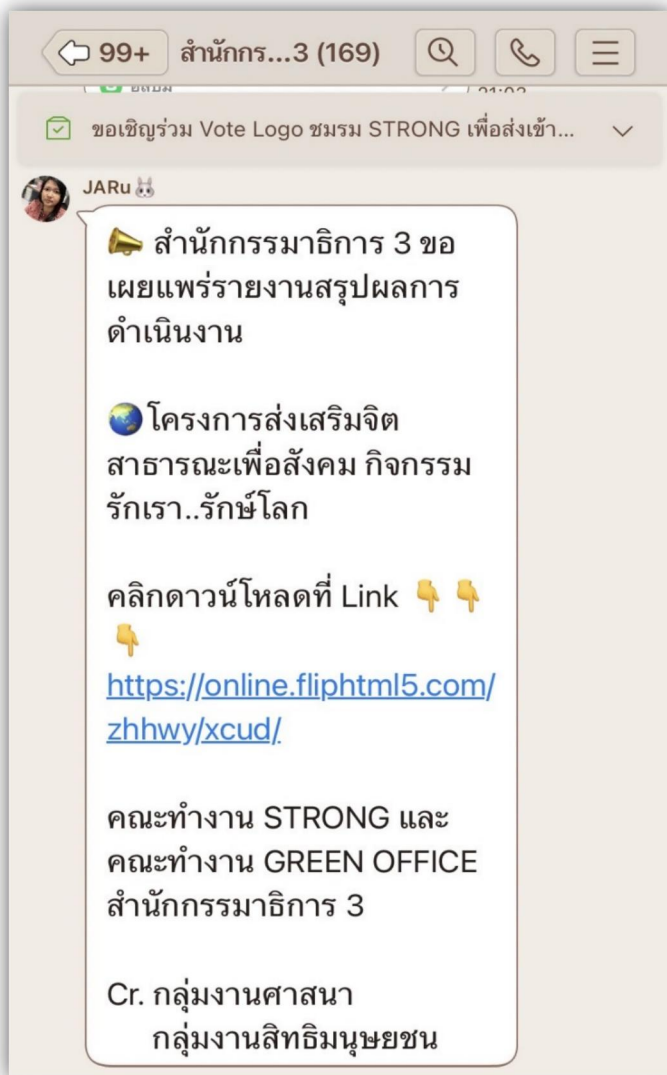 99+ สำนักกร...3 (169)
21:02
ขอเชิญร่วม Vote Logo ชมรม STRONG เพื่อส่งเข้า...
JARu
สำนักกรรมาธิการ 3 ขอ
เผยแพร่รายงานสรุปผลการ
ดำเนินงาน
โครงการส่งเสริมจิต
สาธารณะเพื่อสังคม กิจกรรม
รักเรา..รักษ์โลก
คลิกดาวน์โหลดที่ Link
https://online.fliphtml5.com/
zhhwy/xcud/
คณะทำงาน STRONG และ
คณะทำงาน GREEN OFFICE
สำนักกรรมาธิการ 3
Cr. กลุ่มงานศาสนา
กลุ่มงานสิทธิมนุษยชน